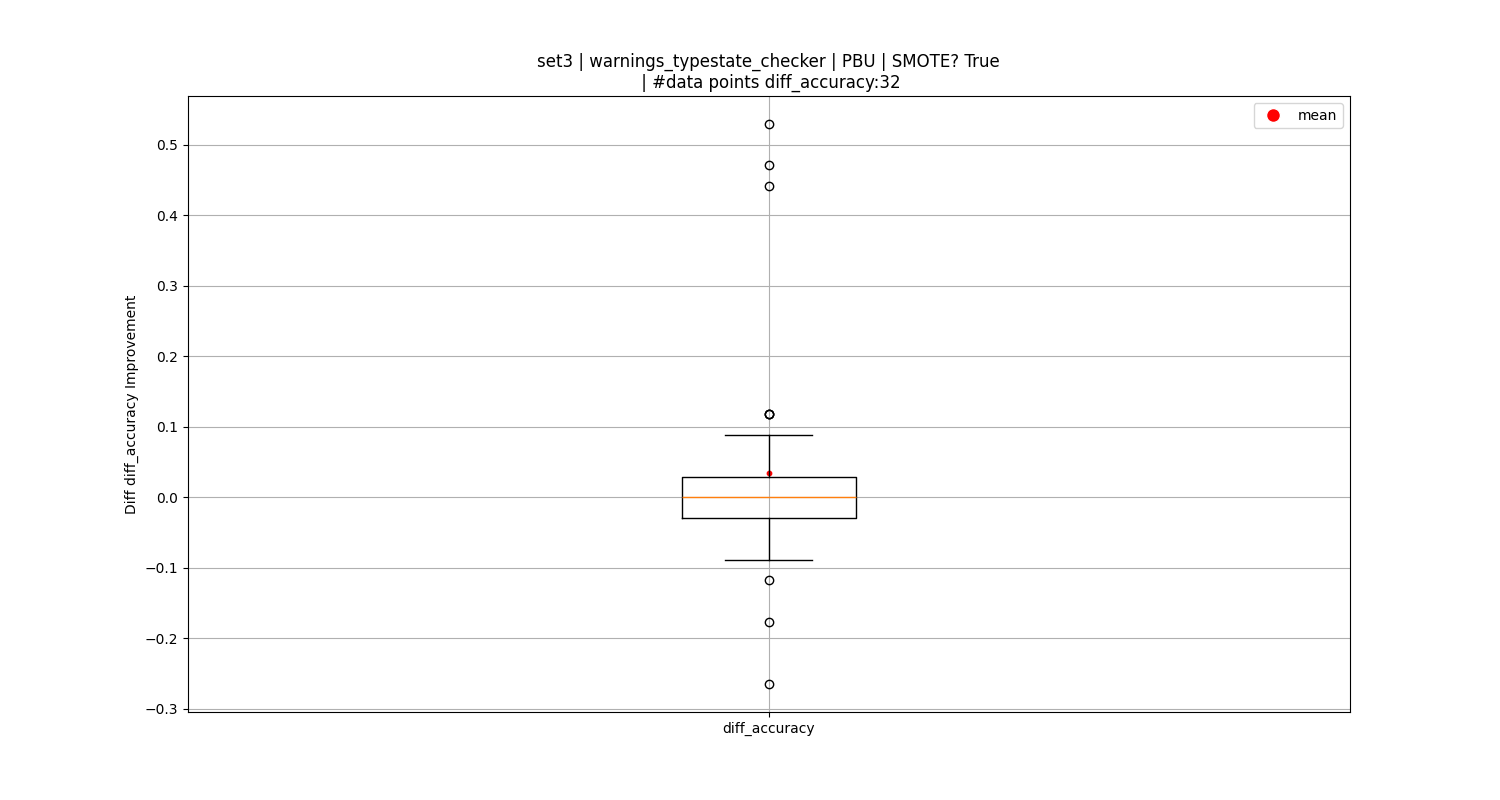 set3 | warnings_typestate_checker | PBU | SMOTE? True
| #data points diff_accuracy:32
mean
0.5
0.4
0.3
0.2
0.1
0.0
−0.1
−0.2
−0.3
Diff diff_accuracy Improvement
diff_accuracy